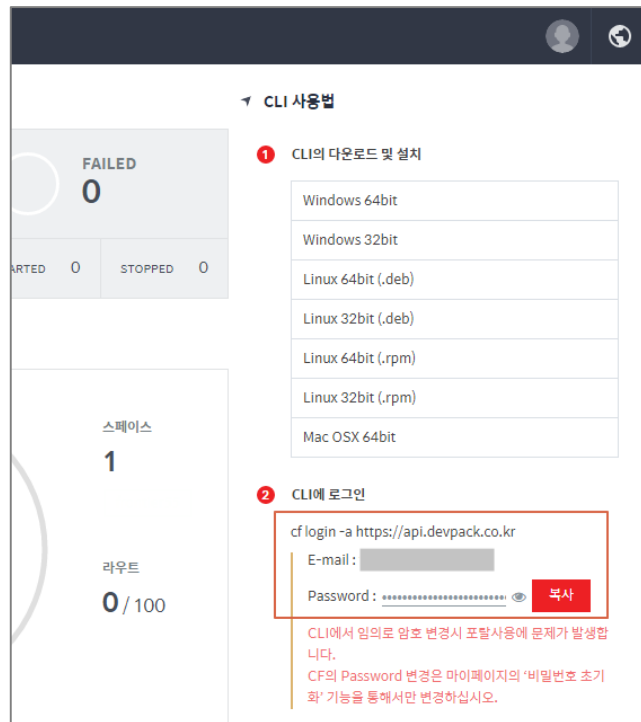 CLI 사용법
1 CLI의 다운로드 및 설치
FAILED
0
Windows 64bit
Windows 32bit
ARTED 0 STOPPED 0
Linux 64bit (.deb)
Linux 32bit (.deb)
Linux 64bit (.rpm)
Linux 32bit (.rpm)
Mac OSX 64bit
스페이스
1
2 CLI에 로그인
cf login -a https://api.devpack.co.kr
E-mail :
Password : ························ 복사
라우트
0 / 100
CLI에서 임의로 암호 변경시 포탈사용에 문제가 발생합
니다.
CF의 Password 변경은 마이페이지의 '비밀번호 초기
화' 기능을 통해서만 변경하십시오.